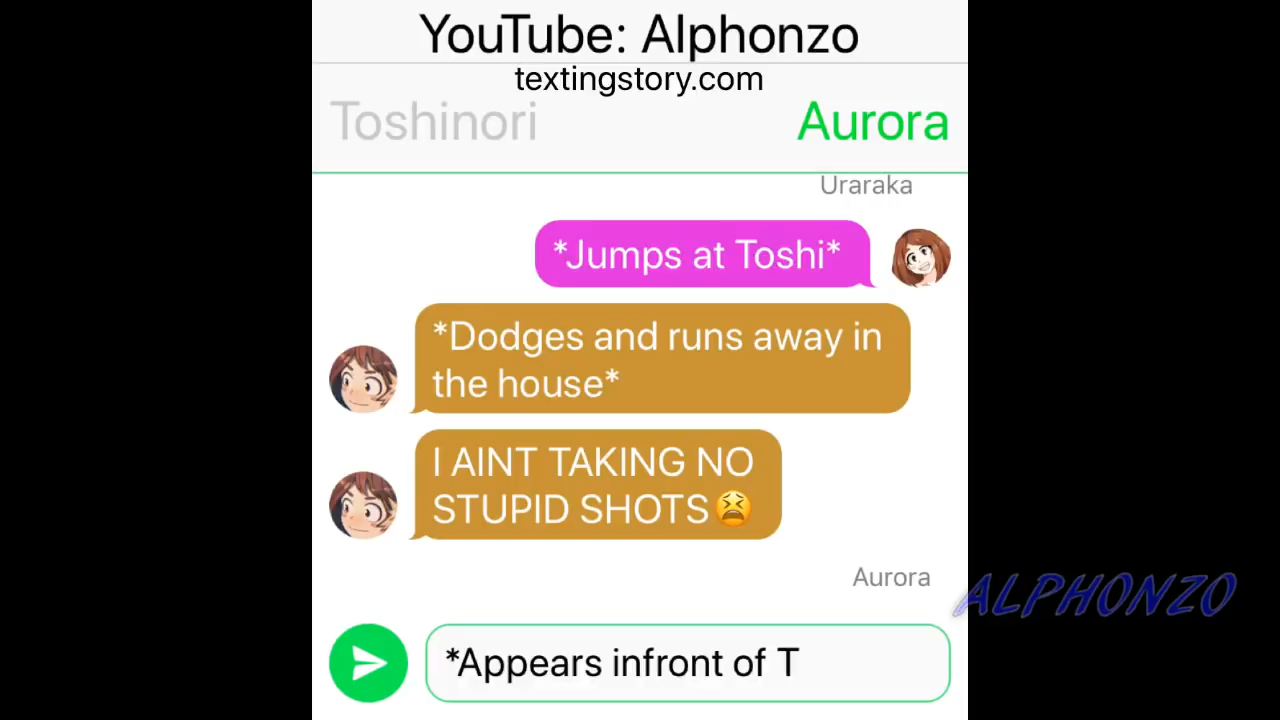 YouTube: Alphonzo
textingstory.com
Toshinori
Aurora
Uraraka
*Jumps at Toshi*
*Dodges and runs away in
the house*
I AINT TAKING NO
STUPID SHOTS😫
Aurora
ALPHONZO
*Appears infront of T